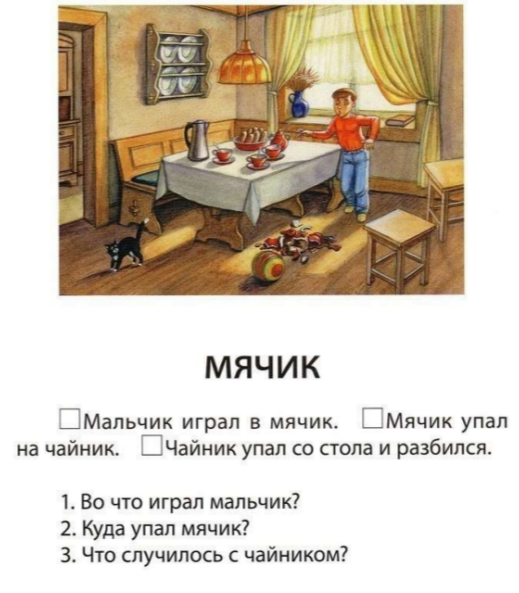 МЯЧИК
Мальчик играл в мячик. Мячик упал
на чайник. Чайник упал со стола и разбился.
1. Во что играл мальчик?
2. Куда упал мячик?
3. Что случилось с чайником?